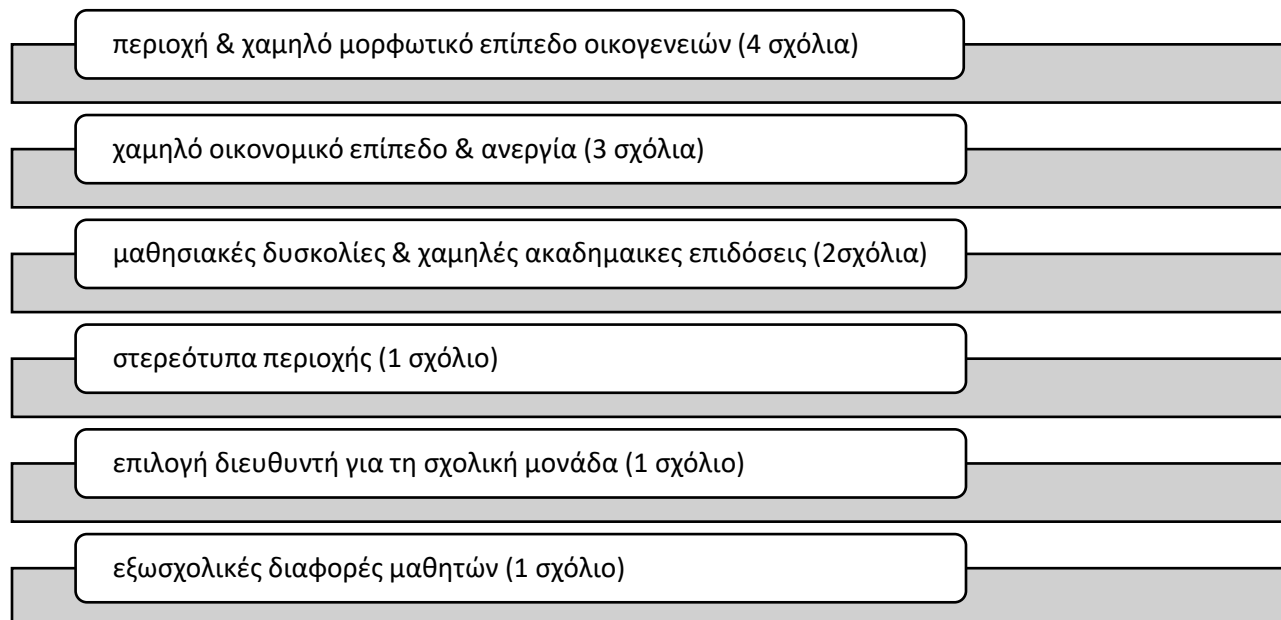 περιοχή & χαμηλό μορφωτικό επίπεδο οικογενειών (4 σχόλια)
χαμηλό οικονομικό επίπεδο & ανεργία (3 σχόλια)
μαθησιακές δυσκολίες & χαμηλές ακαδημαικες επιδόσεις (2σχόλια)
στερεότυπα περιοχής (1 σχόλιο)
επιλογή διευθυντή για τη σχολική μονάδα (1 σχόλιο)
εξωσχολικές διαφορές μαθητών (1 σχόλιο)